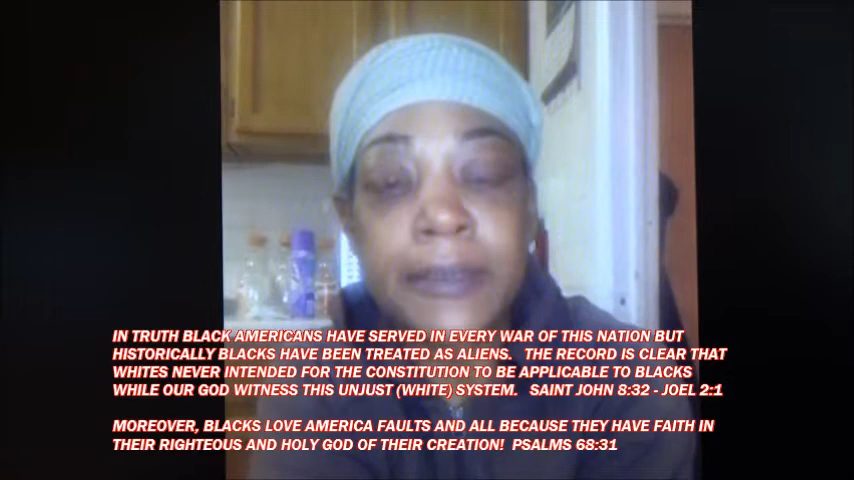 IN TRUTH BLACK AMERICANS HAVE SERVED IN EVERY WAR OF THIS NATION BUT
HISTORICALLY BLACKS HAVE BEEN TREATED AS ALIENS. THE RECORD IS CLEAR THAT
WHITES NEVER INTENDED FOR THE CONSTITUTION TO BE APPLICABLE TO BLACKS
WHILE OUR GOD WITNESS THIS UNJUST (WHITE) SYSTEM. SAINT JOHN 8:32 - JOEL 2:1
MOREOVER, BLACKS LOVE AMERICA FAULTS AND ALL BECAUSE THEY HAVE FAITH IN
THEIR RIGHTEOUS AND HOLY GOD OF THEIR CREATION! PSALMS 68:31